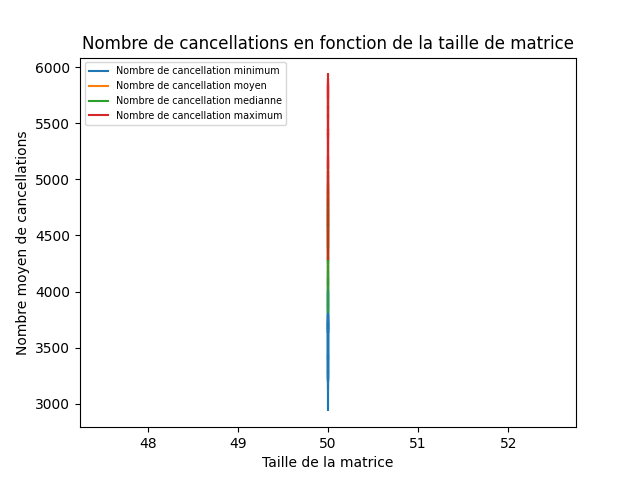 Nombre de cancellations en fonction de la taille de matrice
Nombre de cancellation minimum
Nombre de cancellation moyen
Nombre de cancellation medianne
Nombre de cancellation maximum
Nombre moyen de cancellations
6000
5500
5000
4500
4000
3500
3000
48 49 50 51 52
Taille de la matrice